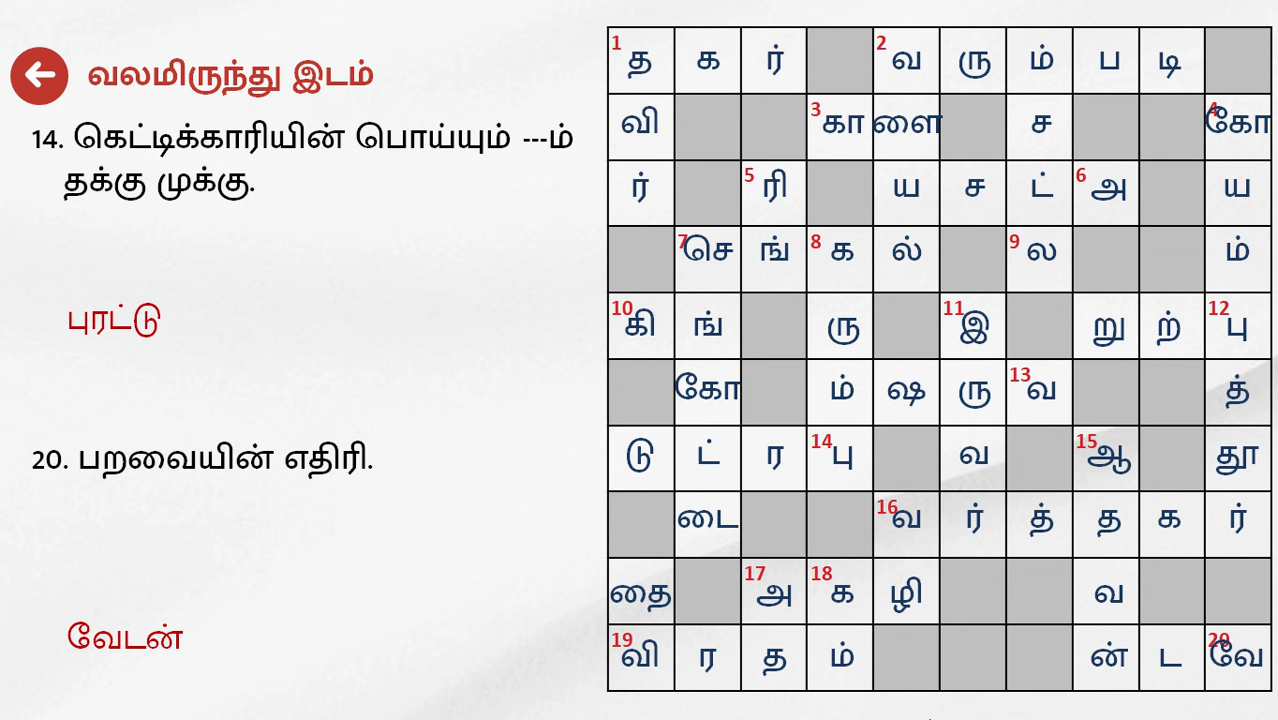 வலமிருந்து இடம்
14. கெட்டிக்காரியின் பொய்யும் ---ம்
தக்கு முக்கு.
புரட்டு
20. பறவையின் எதிரி.
வேடன்
1 த க ர் 2 வ ரு ம் ப டி
வி 3 கா ளை ச 4 கோ
ர் 5 ரி ய ச ட் 6 அ ய
7 செ ங் 8 க ல் 9 ல ம்
10 கி ங் ரு 11 இ று ற் 12 பு
கோ ம் ஷ ரு 13 வ த்
டு ட் ர 14 பு வ 15 ஆ தூ
டை 16 வ ர் த் த க ர்
தை 17 அ 18 க ழி வ
19 வி ர த ம் ன் ட 20 வே